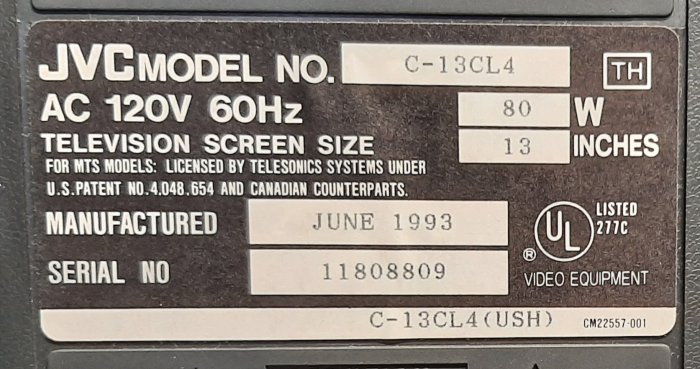 JVC MODEL NO. C-13CL4 TH
AC 120V 60Hz 80 W
TELEVISION SCREEN SIZE 13 INCHES
FOR MTS MODELS: LICENSED BY TELESONICS SYSTEMS UNDER
U.S.PATENT NO.4.048.654 AND CANADIAN COUNTERPARTS.
MANUFACTURED JUNE 1993
UL ® LISTED
277C
SERIAL NO 11808809
VIDEO EQUIPMENT
C-13CL4(USH) CM22557-001